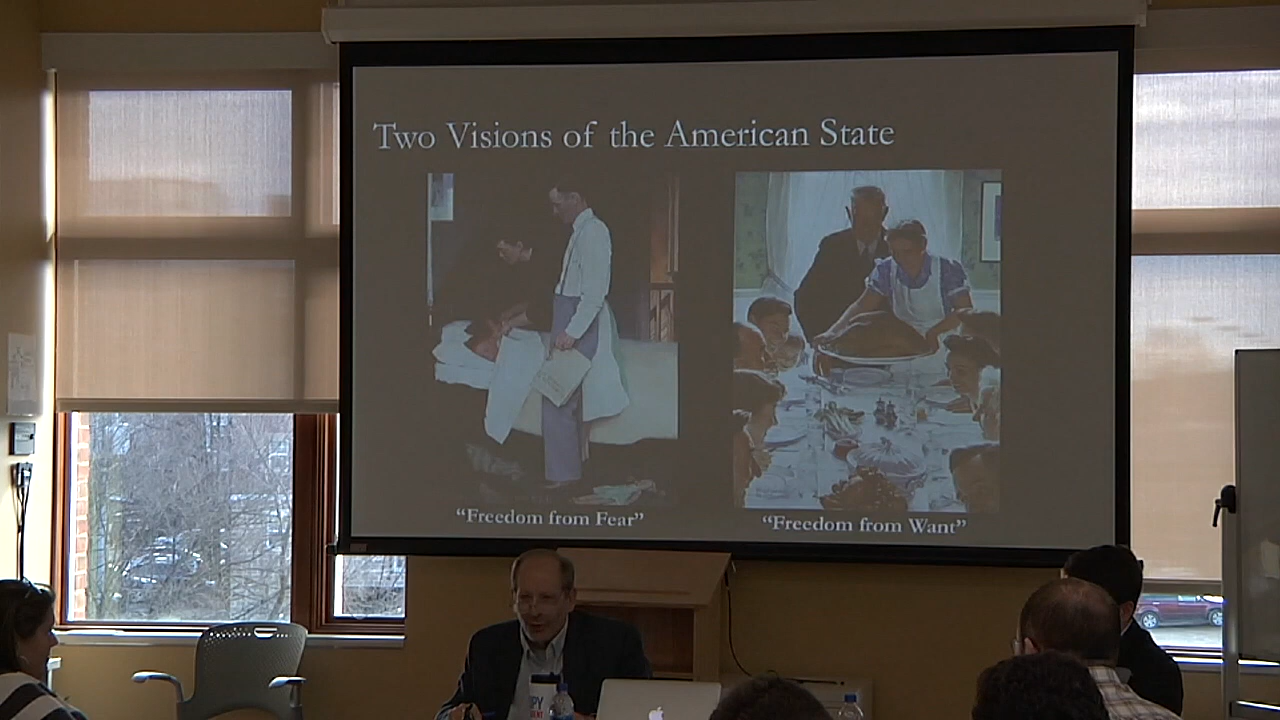 Two Visions of the American State
“Freedom from Fear”
“Freedom from Want”